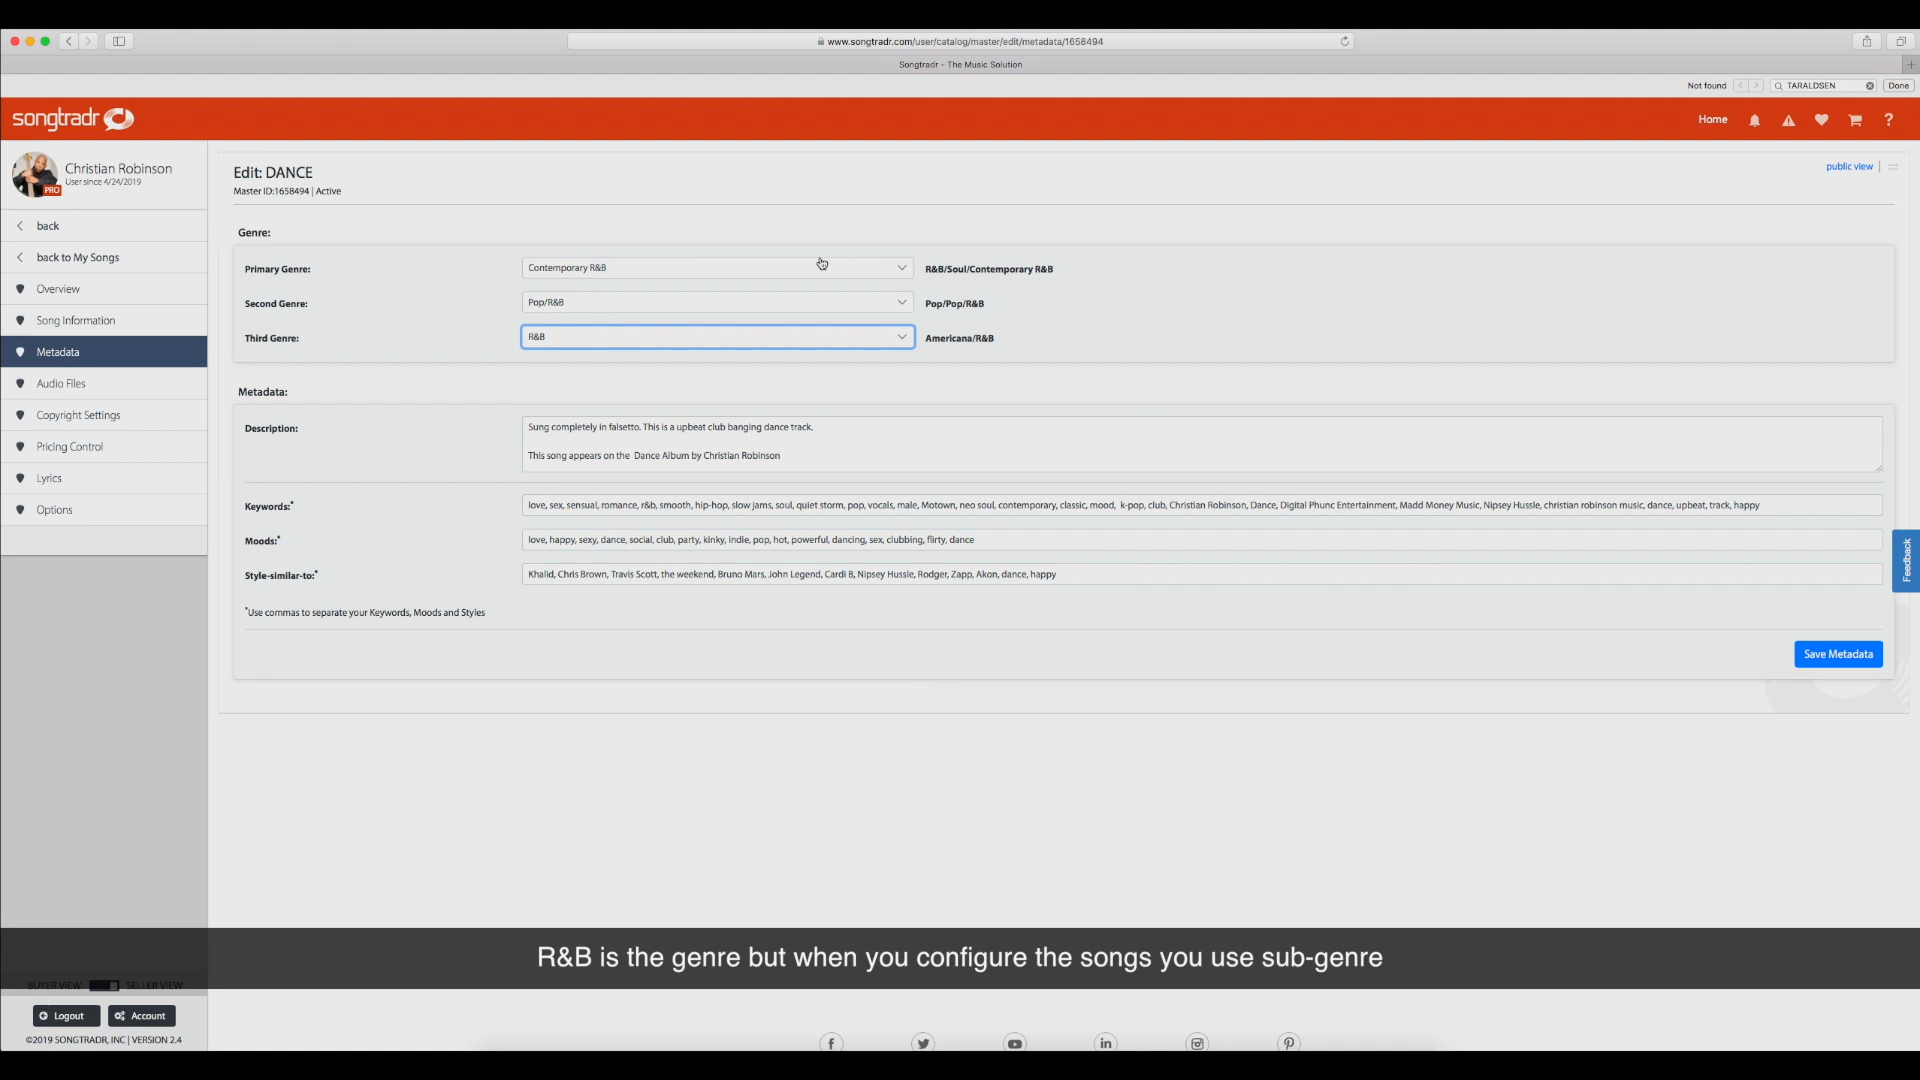 www.songtradr.com/user/catalog/master/edit/metadata/1658494
Songtradr - The Music Solution
Not found
TARALDSEN
Done
songtradr
Home
?
Christian Robinson
User since 4/24/2019
PRO
back
back to My Songs
Overview
Song Information
Metadata
Audio Files
Copyright Settings
Pricing Control
Lyrics
Options
Edit: DANCE
Master ID:1658494 | Active
public view |
Genre:
Primary Genre:
Contemporary R&B
R&B/Soul/Contemporary R&B
Second Genre:
Pop/R&B
Pop/Pop/R&B
Third Genre:
R&B
Americana/R&B
Metadata:
Description:
Sung completely in falsetto. This is a upbeat club banging dance track.
This song appears on the Dance Album by Christian Robinson
Keywords:*
love, sex, sensual, romance, r&b, smooth, hip-hop, slow jams, soul, quiet storm, pop, vocals, male, Motown, neo soul, contemporary, classic, mood, k-pop, club, Christian Robinson, Dance, Digital Phunc Entertainment, Madd Money Music, Nipsey Hussle, christian robinson music, dance, upbeat, track, happy
Moods:*
love, happy, sexy, dance, social, club, party, kinky, indie, pop, hot, powerful, dancing, sex, clubbing, flirty, dance
Style-similar-to:*
Khalid, Chris Brown, Travis Scott, the weekend, Bruno Mars, John Legend, Cardi B, Nipsey Hussle, Rodger, Zapp, Akon, dance, happy
*Use commas to separate your Keywords, Moods and Styles
Save Metadata
Feedback
R&B is the genre but when you configure the songs you use sub-genre
BUYER VIEW
SELLER VIEW
Logout
Account
©2019 SONGTRADR, INC | VERSION 2.4